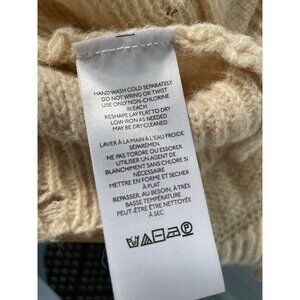 HAND WASH COLD SEPARATELY
DO NOT WRING OR TWIST
USE ONLY NON-CHLORINE
BLEACH
RESHAPE LAY FLAT TO DRY
LOW IRON AS NEEDED
MAY BE DRY CLEANED
LAVER À LA MAIN À L'EAU FROIDE
SÉPARÉMEN
NE PAS TORDRE OU ESSORER
UTILISER UN AGENT DE
BLANCHIMENT SANS CHLORE SI
NÉCESSAIRE
METTRE EN FORME ET SECHER
À PLAT
REPASSER, AU BESOIN, À TRÈS
BASSE TEMPÉRATURE
PEUT-ÊTRE ÊTRE NETTOYÉE
À SEC